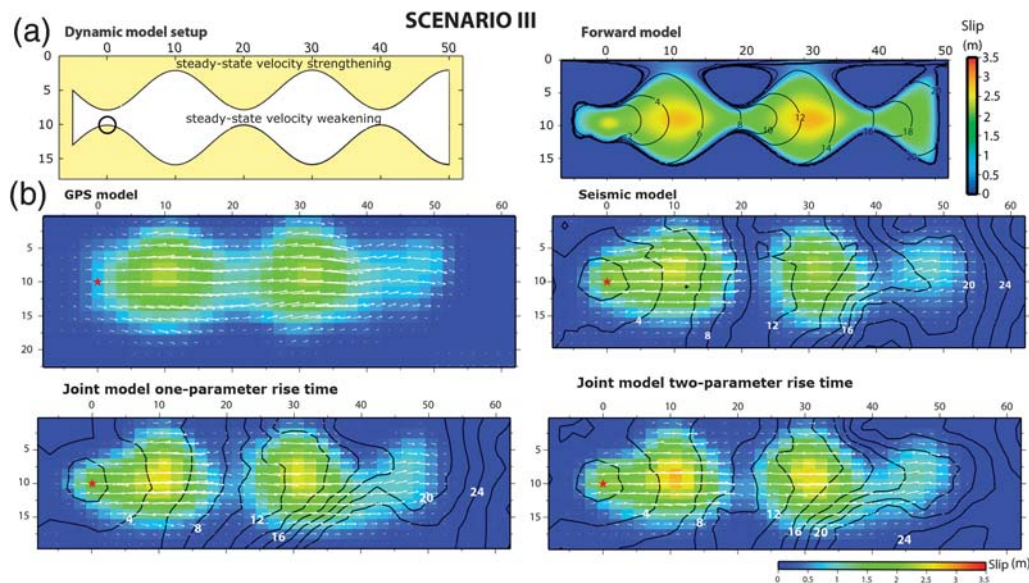 SCENARIO III
(a)
Dynamic model setup
0 10 20 30 40 50
0
5
10
15
steady-state velocity strengthening
steady-state velocity weakening
Forward model
0 10 20 30 40 50
0
5
10
15
2 4 6 8 10 12 14 16 18 20 20
Slip
(m)
3.5
3
2.5
2
1.5
1
0.5
0
(b)
GPS model
0 10 20 30 40 50 60
5
10
15
20
Seismic model
0 10 20 30 40 50 60
5
10
15
4 8 12 16 20 24
Joint model one-parameter rise time
0 10 20 30 40 50 60
5
10
15
4 8 12 16 20 24
Joint model two-parameter rise time
0 10 20 30 40 50 60
5
10
15
4 8 12 16 20 24
0 0.5 1 1.5 2 2.5 3 3.5
Slip (m)